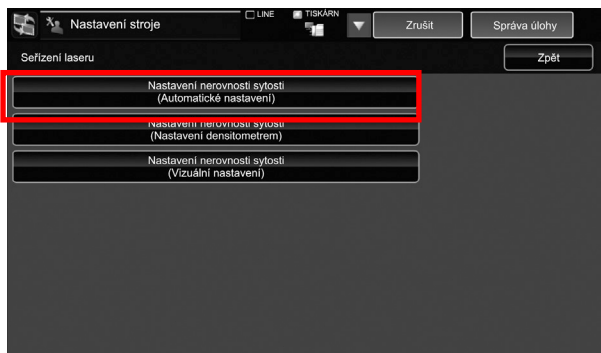 Nastavení stroje
LINE
TISKÁRN
Zrušit
Správa úlohy
Seřízení laseru
Zpět
Nastavení nerovnosti sytosti
(Automatické nastavení)
Nastavení nerovnosti sytosti
(Nastavení densitometrem)
Nastavení nerovnosti sytosti
(Vizuální nastavení)